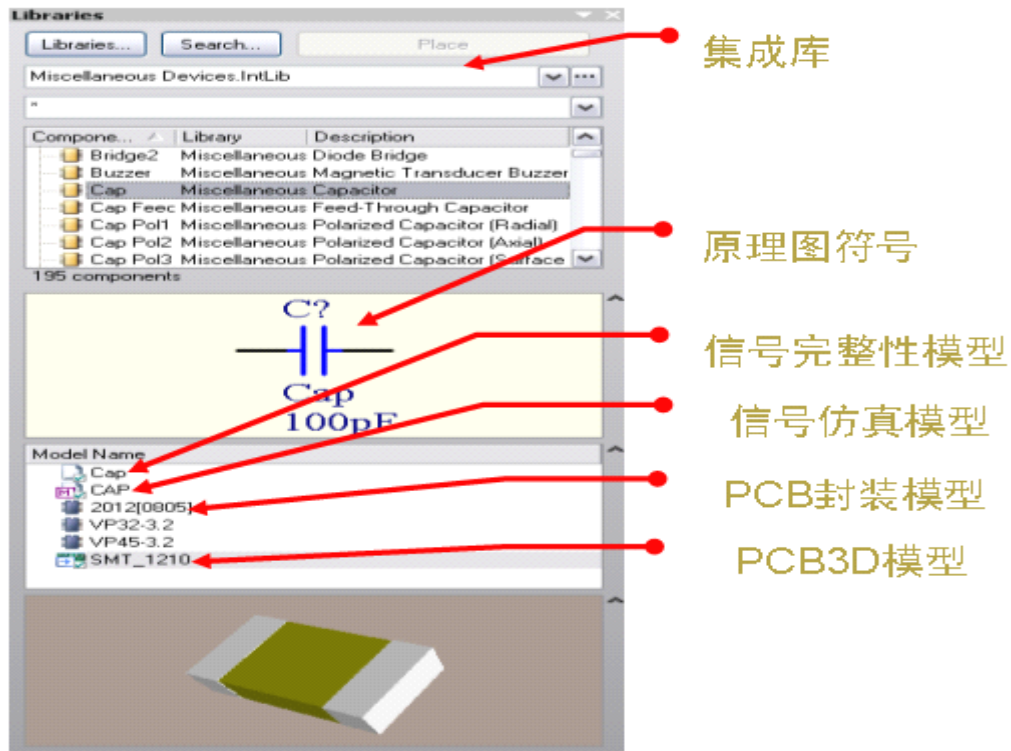 Libraries
Libraries... Search... Place
集成库
Miscellaneous Devices.IntLib
*
Compone... Library Description
Bridge2 Miscellaneous Diode Bridge
Buzzer Miscellaneous Magnetic Transducer Buzzer
Cap Miscellaneous Capacitor
Cap Feec Miscellaneous Feed-Through Capacitor
Cap Pol1 Miscellaneous Polarized Capacitor (Radial)
Cap Pol2 Miscellaneous Polarized Capacitor (Axial)
Cap Pol3 Miscellaneous Polarized Capacitor (Surface
原理图符号
195 components
C?
Cap
100pF
信号完整性模型
信号仿真模型
Model Name
Cap
CAP
2012[0805]
PCB封装模型
VP32-3.2
VP45-3.2
SMT_1210
PCB3D模型